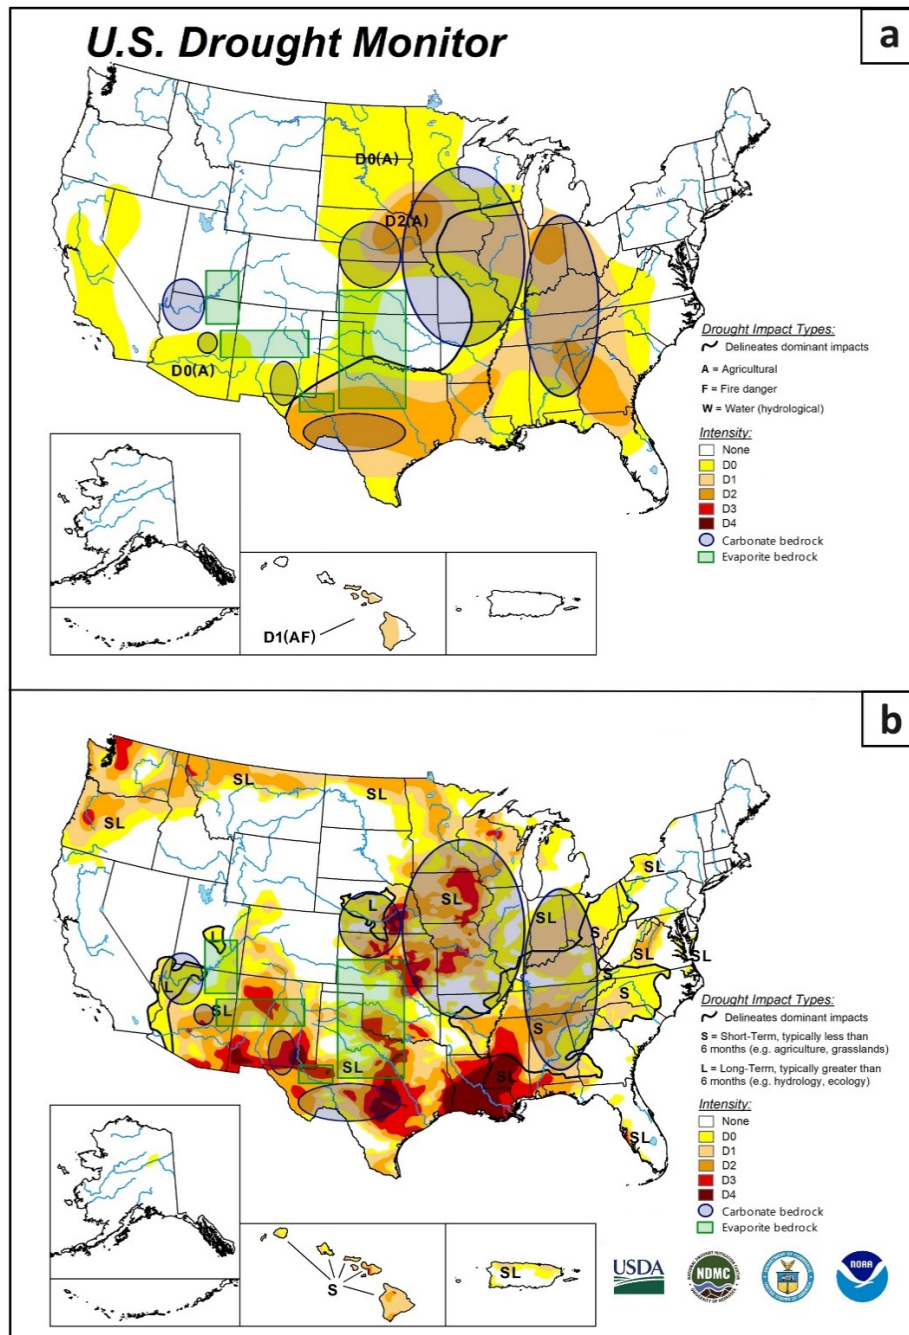 U.S. Drought Monitor
a
D0(A)
D2(A)
D0(A)
Drought Impact Types:
Delineates dominant impacts
A = Agricultural
F = Fire danger
W = Water (hydrological)
Intensity:
None
D0
D1
D2
D3
D4
Carbonate bedrock
Evaporite bedrock
D1(AF)
b
SL
SL
SL
SL
SL
L
SL
S
SL
SL
L
L
S
S
SL
S
SL
SL
SL
SL
Drought Impact Types:
Delineates dominant impacts
S = Short-Term, typically less than
6 months (e.g. agriculture, grasslands)
L = Long-Term, typically greater than
6 months (e.g. hydrology, ecology)
Intensity:
None
D0
D1
D2
D3
D4
Carbonate bedrock
Evaporite bedrock
S
SL
USDA
NDMC
NOAA